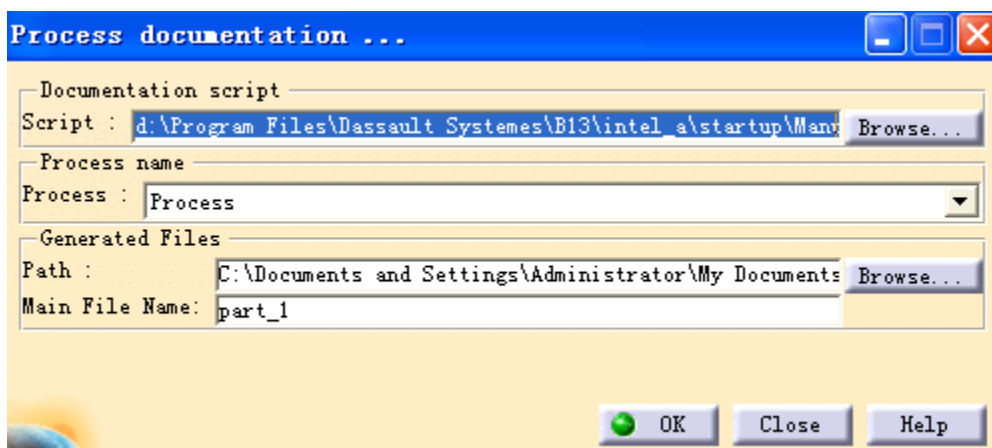 Process documentation ...
Documentation script
Script : d:\Program Files\Dassault Systemes\B13\intel_a\startup\Manu Browse...
Process name
Process : Process
Generated Files
Path : C:\Documents and Settings\Administrator\My Documents Browse...
Main File Name: part_1
OK Close Help